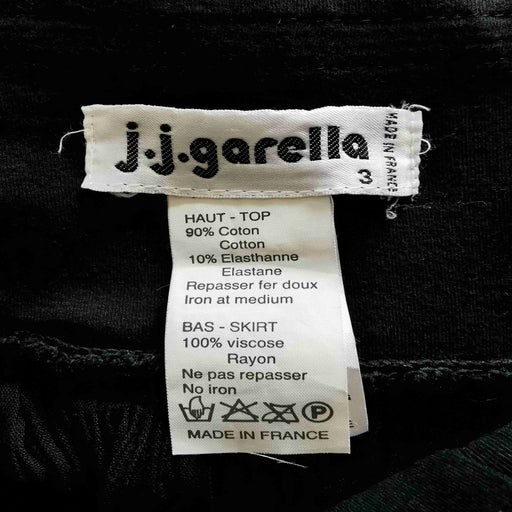 j.j.garella
3
MADE IN FRANCE
HAUT - TOP
90% Coton
Cotton
10% Elasthanne
Elastane
Repasser fer doux
Iron at medium
BAS - SKIRT
100% viscose
Rayon
Ne pas repasser
No iron
P
MADE IN FRANCE